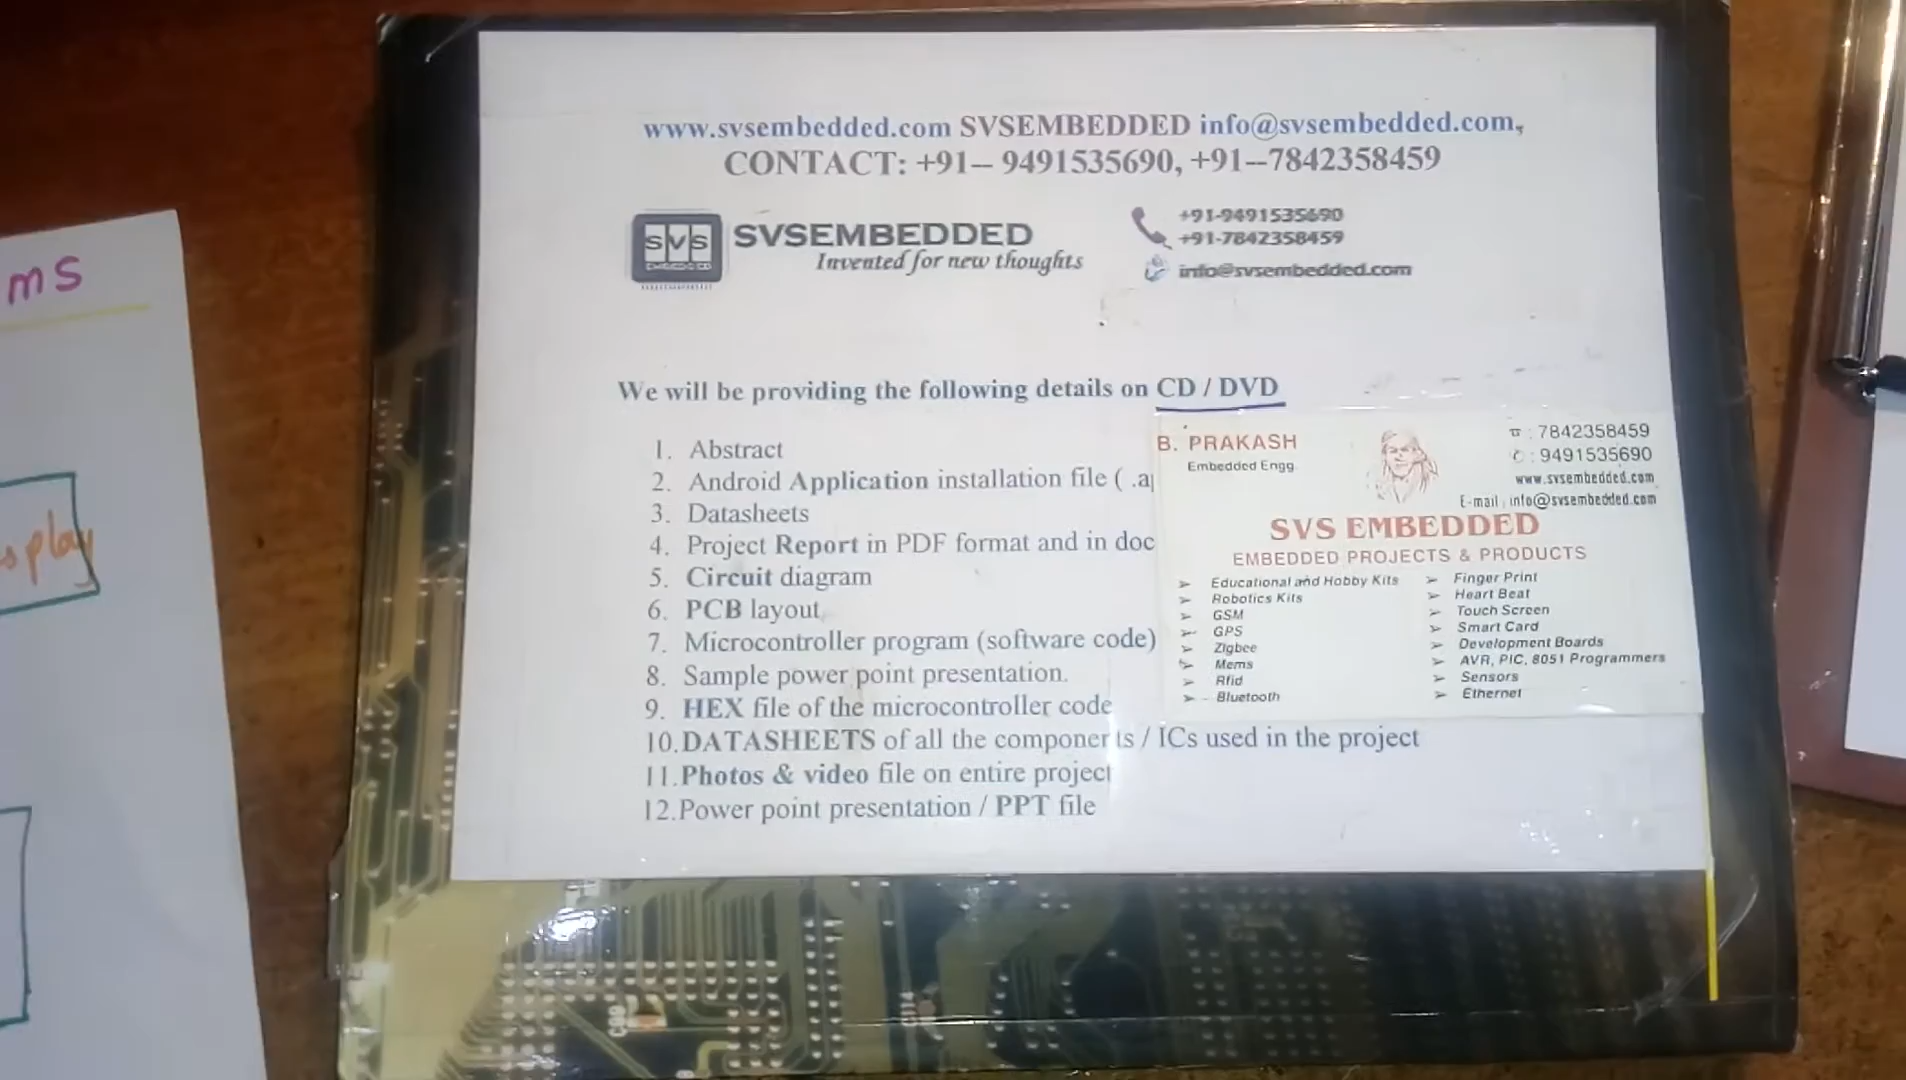 www.svsembedded.com SVSEMBEDDED info@svsembedded.com,
CONTACT: +91-- 9491535690, +91--7842358459
SVS
SVSEMBEDDED
Invented for new thoughts
+91-9491535690
+91-7842358459
info@svsembedded.com
ms
We will be providing the following details on CD / DVD
1. Abstract
2. Android Application installation file ( .a
3. Datasheets
4. Project Report in PDF format and in doc
5. Circuit diagram
6. PCB layout
7. Microcontroller program (software code)
8. Sample power point presentation.
9. HEX file of the microcontroller code
10. DATASHEETS of all the components / ICs used in the project
11. Photos & video file on entire project
12. Power point presentation / PPT file
B. PRAKASH
Embedded Engg.
: 7842358459
: 9491535690
www.svsembedded.com
E-mail : info@svsembedded.com
SVS EMBEDDED
EMBEDDED PROJECTS & PRODUCTS
➢ Educational and Hobby Kits
➢ Robotics Kits
➢ GSM
➢ GPS
➢ Zigbee
➢ Mems
➢ Rfid
➢ Bluetooth
➢ Finger Print
➢ Heart Beat
➢ Touch Screen
➢ Smart Card
➢ Development Boards
➢ AVR, PIC, 8051 Programmers
➢ Sensors
➢ Ethernet
splay
C114